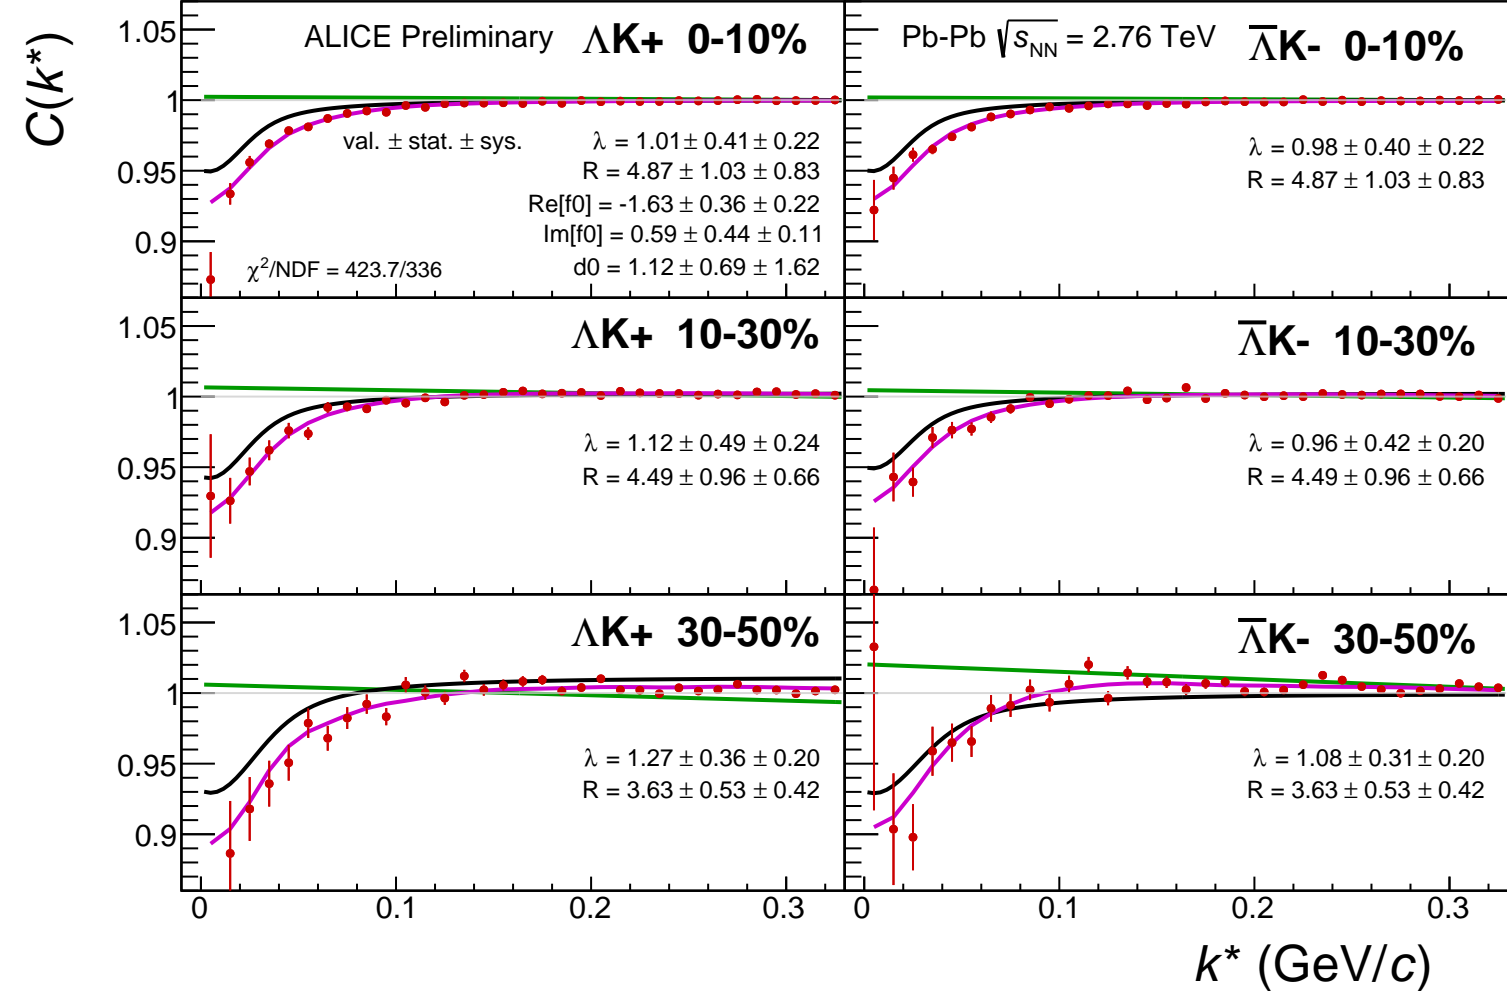 C(k*)
ALICE Preliminary ΛK+ 0-10%
val. ± stat. ± sys.
λ = 1.01± 0.41 ± 0.22
R = 4.87 ± 1.03 ± 0.83
Re[f0] = -1.63 ± 0.36 ± 0.22
Im[f0] = 0.59 ± 0.44 ± 0.11
d0 = 1.12 ± 0.69 ± 1.62
χ²/NDF = 423.7/336
1.05
1
0.95
0.9
Pb-Pb √sNN = 2.76 TeV Λ̅K- 0-10%
λ = 0.98 ± 0.40 ± 0.22
R = 4.87 ± 1.03 ± 0.83
ΛK+ 10-30%
λ = 1.12 ± 0.49 ± 0.24
R = 4.49 ± 0.96 ± 0.66
1.05
1
0.95
0.9
Λ̅K- 10-30%
λ = 0.96 ± 0.42 ± 0.20
R = 4.49 ± 0.96 ± 0.66
ΛK+ 30-50%
λ = 1.27 ± 0.36 ± 0.20
R = 3.63 ± 0.53 ± 0.42
1.05
1
0.95
0.9
Λ̅K- 30-50%
λ = 1.08 ± 0.31 ± 0.20
R = 3.63 ± 0.53 ± 0.42
0 0.1 0.2 0.3 0 0.1 0.2 0.3
k* (GeV/c)